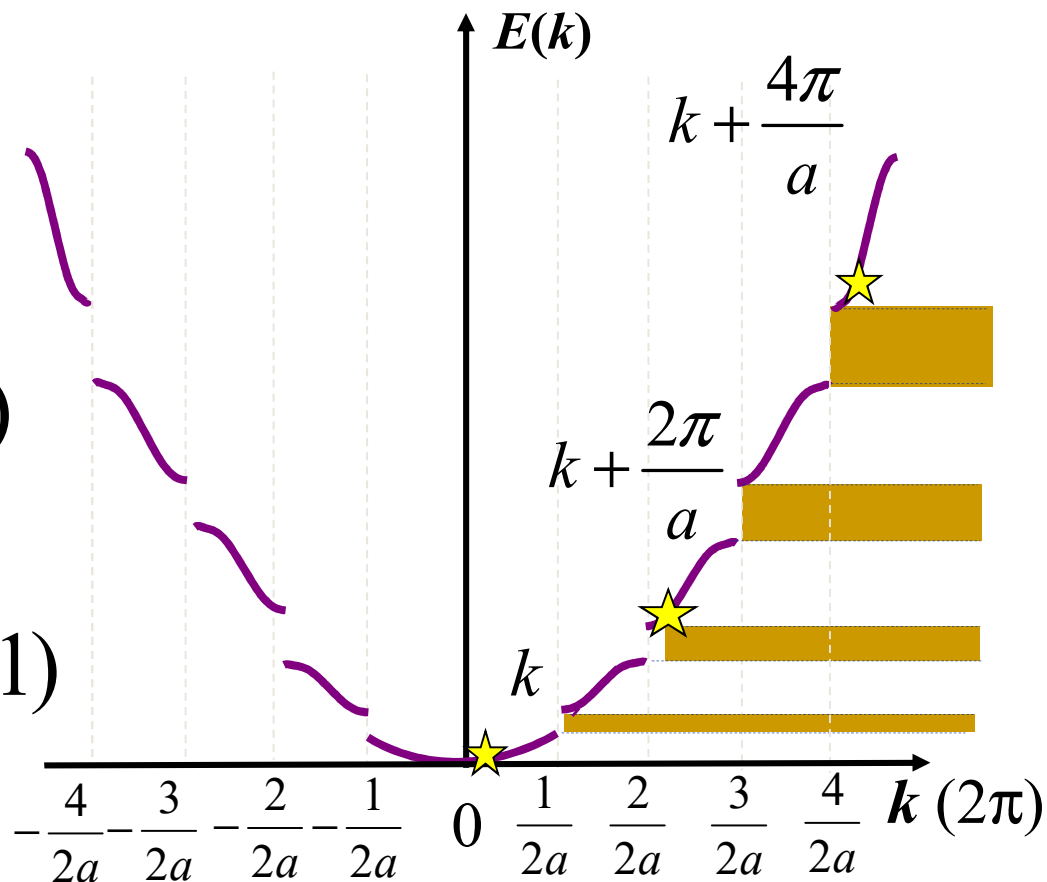 E(k)
k + 4π/a
)
k + 2π/a
1)
k
-4/2a -3/2a -2/2a -1/2a 0 1/2a 2/2a 3/2a 4/2a k (2π)